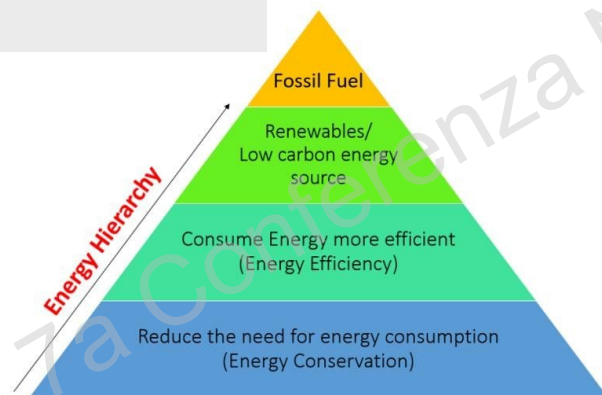 Fossil Fuel
Renewables/
Low carbon energy
source
Energy Hierarchy
Consume Energy more efficient
(Energy Efficiency)
Reduce the need for energy consumption
(Energy Conservation)
7a Conferenza N